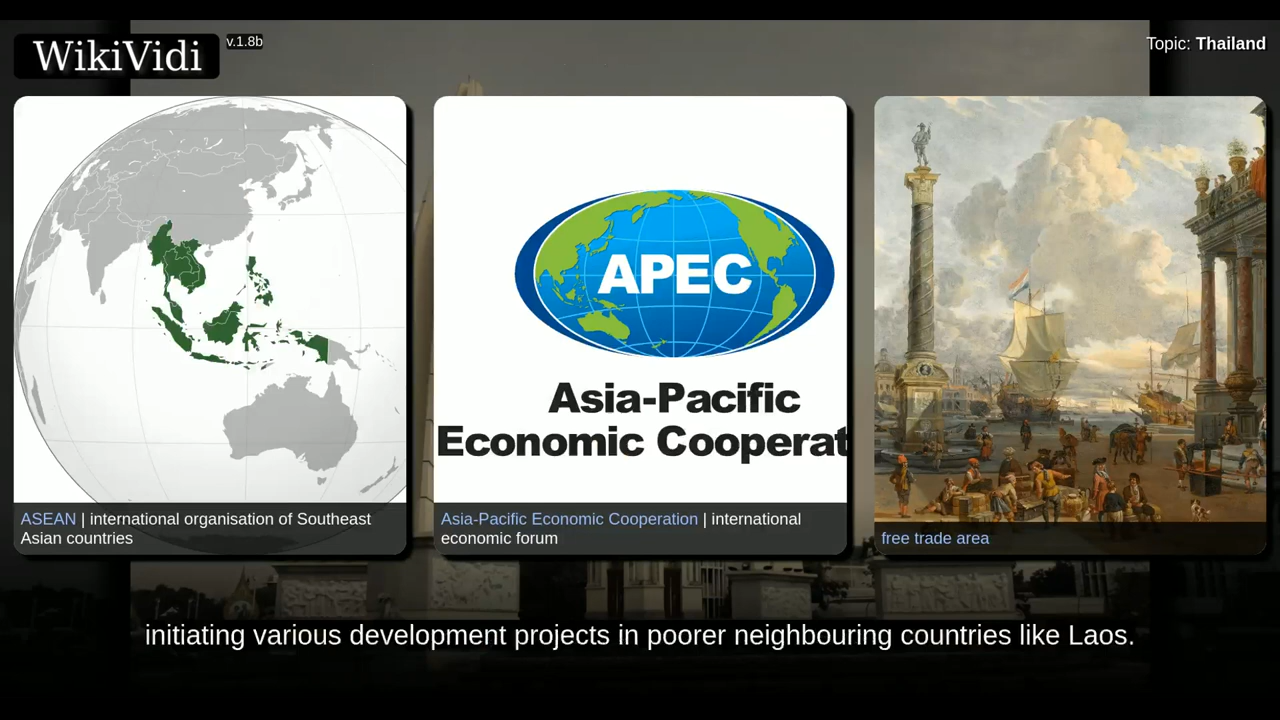 WikiVidi
v.1.8b
Topic: Thailand
APEC
Asia-Pacific
Economic Cooperat
ASEAN | international organisation of Southeast
Asian countries
Asia-Pacific Economic Cooperation | international
economic forum
free trade area
initiating various development projects in poorer neighbouring countries like Laos.